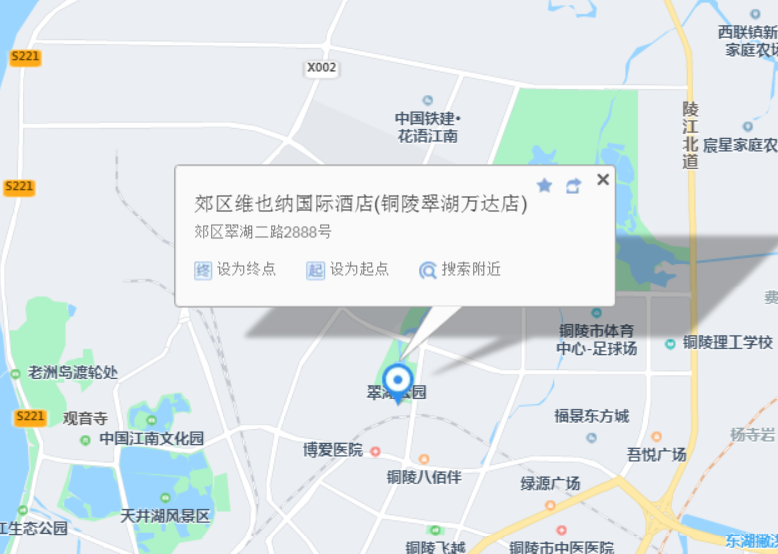 西联镇新
家庭农场
S221
X002
中国铁建·
花语江南
陵江北道
宸星家庭农
S221
郊区维也纳国际酒店(铜陵翠湖万达店)
郊区翠湖二路2888号
终 设为终点
起 设为起点
搜索附近
费
铜陵市体育
中心-足球场
铜陵理工学校
老洲岛渡轮处
翠湖公园
S221
观音寺
中国江南文化园
福景东方城
杨寺岩
博爱医院
吾悦广场
铜陵八佰伴
绿源广场
天井湖风景区
江生态公园
铜陵飞越
铜陵市中医医院
东湖